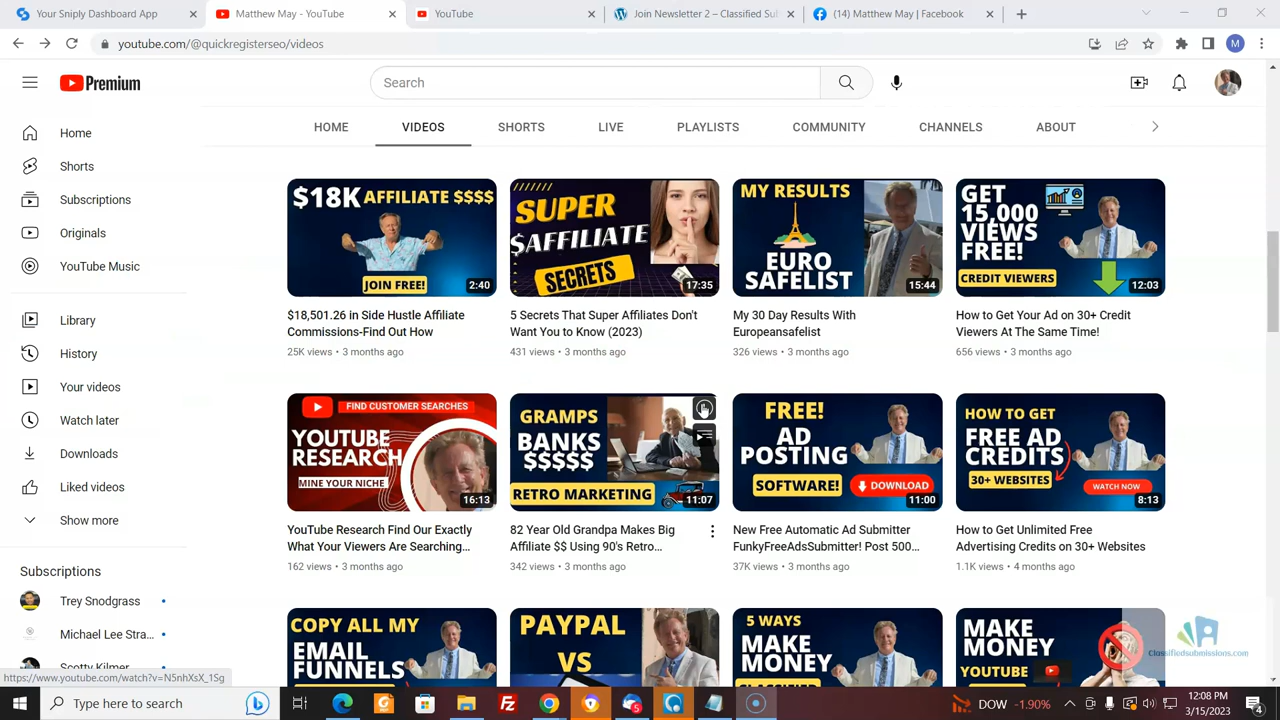 Your Sniply Dashboard App
Matthew May - YouTube
YouTube
Join Newsletter 2 – Classified Sub
(14) Matthew May | Facebook
youtube.com/@quickregisterseo/videos
M
Premium
Search
HOME
VIDEOS
SHORTS
LIVE
PLAYLISTS
COMMUNITY
CHANNELS
ABOUT
Home
Shorts
Subscriptions
Originals
YouTube Music
Library
History
Your videos
Watch later
Downloads
Liked videos
Show more
Subscriptions
Trey Snodgrass
Michael Lee Stra...
Scotty Kilmer
$18K AFFILIATE $$$$
JOIN FREE!
2:40
$18,501.26 in Side Hustle Affiliate
Commissions-Find Out How
25K views • 3 months ago
SUPER
$AFFILIATE
SECRETS
17:35
5 Secrets That Super Affiliates Don't
Want You to Know (2023)
431 views • 3 months ago
MY RESULTS
EURO
SAFELIST
15:44
My 30 Day Results With
Europeansafelist
326 views • 3 months ago
GET
15,000
VIEWS
FREE!
CREDIT VIEWERS
12:03
How to Get Your Ad on 30+ Credit
Viewers At The Same Time!
656 views • 3 months ago
FIND CUSTOMER SEARCHES
YOUTUBE
RESEARCH
MINE YOUR NICHE
16:13
YouTube Research Find Our Exactly
What Your Viewers Are Searching...
162 views • 3 months ago
GRAMPS
BANKS
$$$$$
RETRO MARKETING
11:07
82 Year Old Grandpa Makes Big
Affiliate $$ Using 90's Retro...
342 views • 3 months ago
FREE!
AD
POSTING
SOFTWARE!
DOWNLOAD
11:00
New Free Automatic Ad Submitter
FunkyFreeAdsSubmitter! Post 500...
37K views • 3 months ago
HOW TO GET
FREE AD
CREDITS
30+ WEBSITES
WATCH NOW
8:13
How to Get Unlimited Free
Advertising Credits on 30+ Websites
1.1K views • 4 months ago
COPY ALL MY
EMAIL
FUNNELS
PAYPAL
VS
5 WAYS
MAKE
MONEY
MAKE
MONEY
YOUTUBE
Classifiedsubmissions.com
https://www.youtube.com/watch?v=N5nhXsX_1Sg
Type here to search
DOW -1.90%
12:08 PM
3/15/2023
4